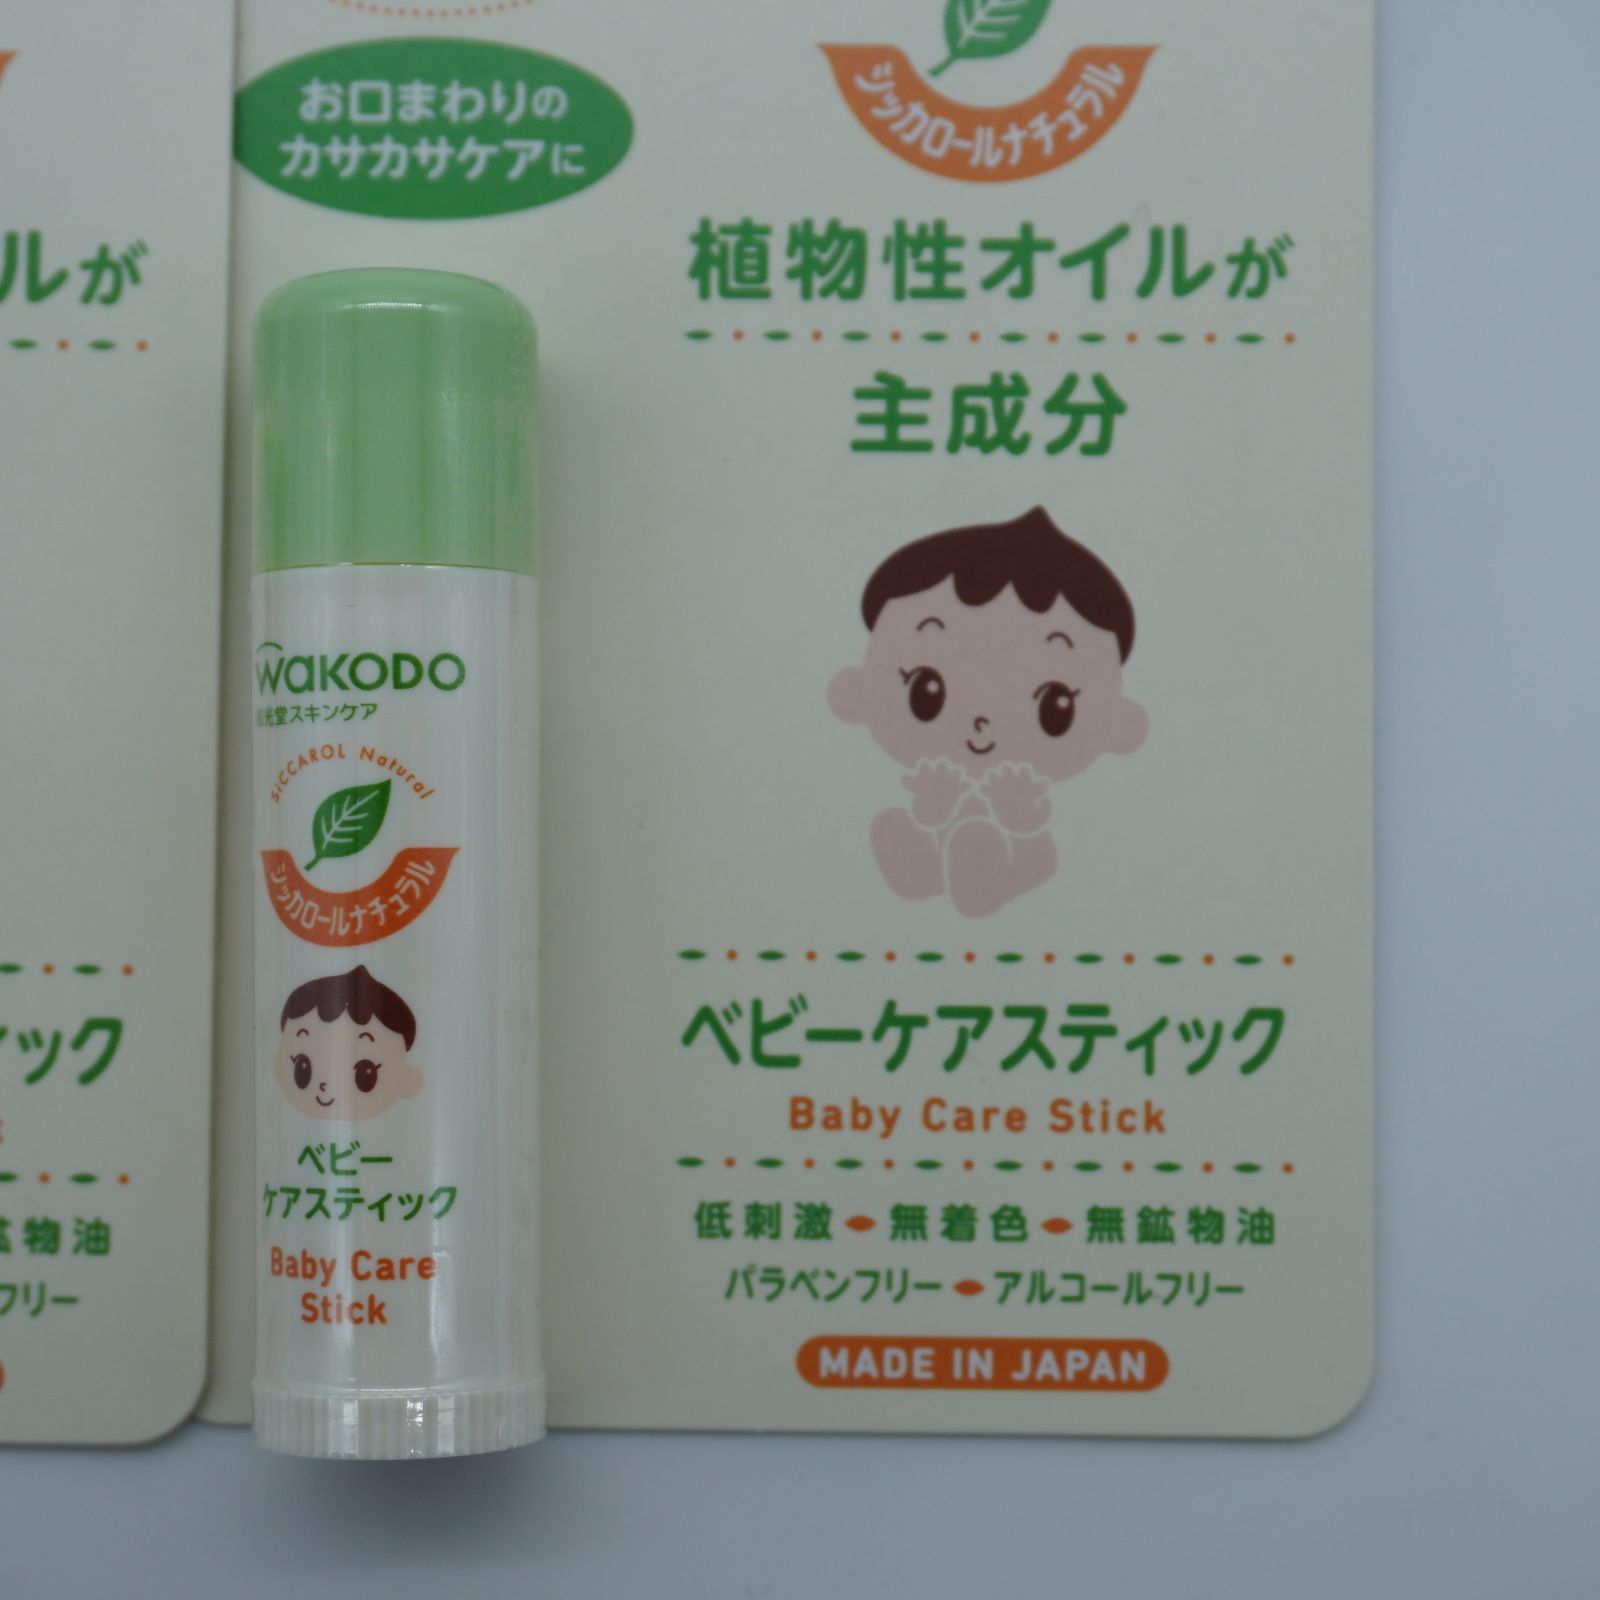 ルが
ィック
鉱物油
フリー
お口まわりの
カサカサケアに
シッカロールナチュラル
植物性オイルが
主成分
ベビーケアスティック
Baby Care Stick
低刺激 無着色 無鉱物油
パラベンフリー アルコールフリー
MADE IN JAPAN
WAKODO
和光堂スキンケア
siCCAROL Natural
シッカロールナチュラル
ベビー
ケアスティック
Baby Care
Stick